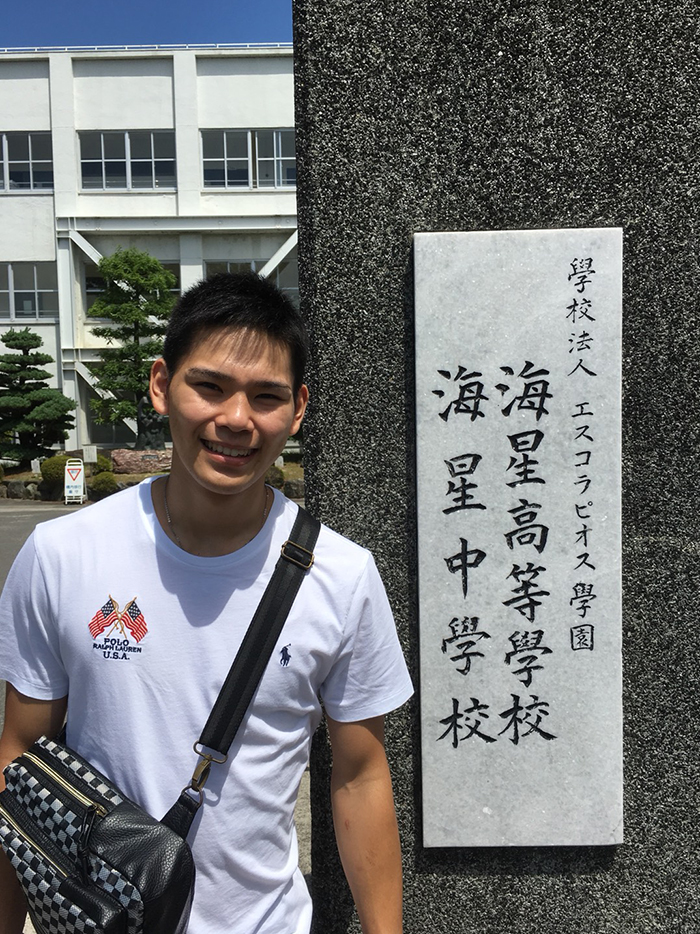 學校法人 エスコラピオス學園
海星高等學校
海星中學校
POLO
RALPH LAUREN
U.S.A.